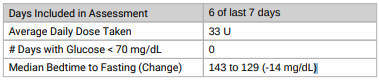 Days Included in Assessment 6 of last 7 days
Average Daily Dose Taken 33 U
# Days with Glucose < 70 mg/dL 0
Median Bedtime to Fasting (Change) 143 to 129 (-14 mg/dL)